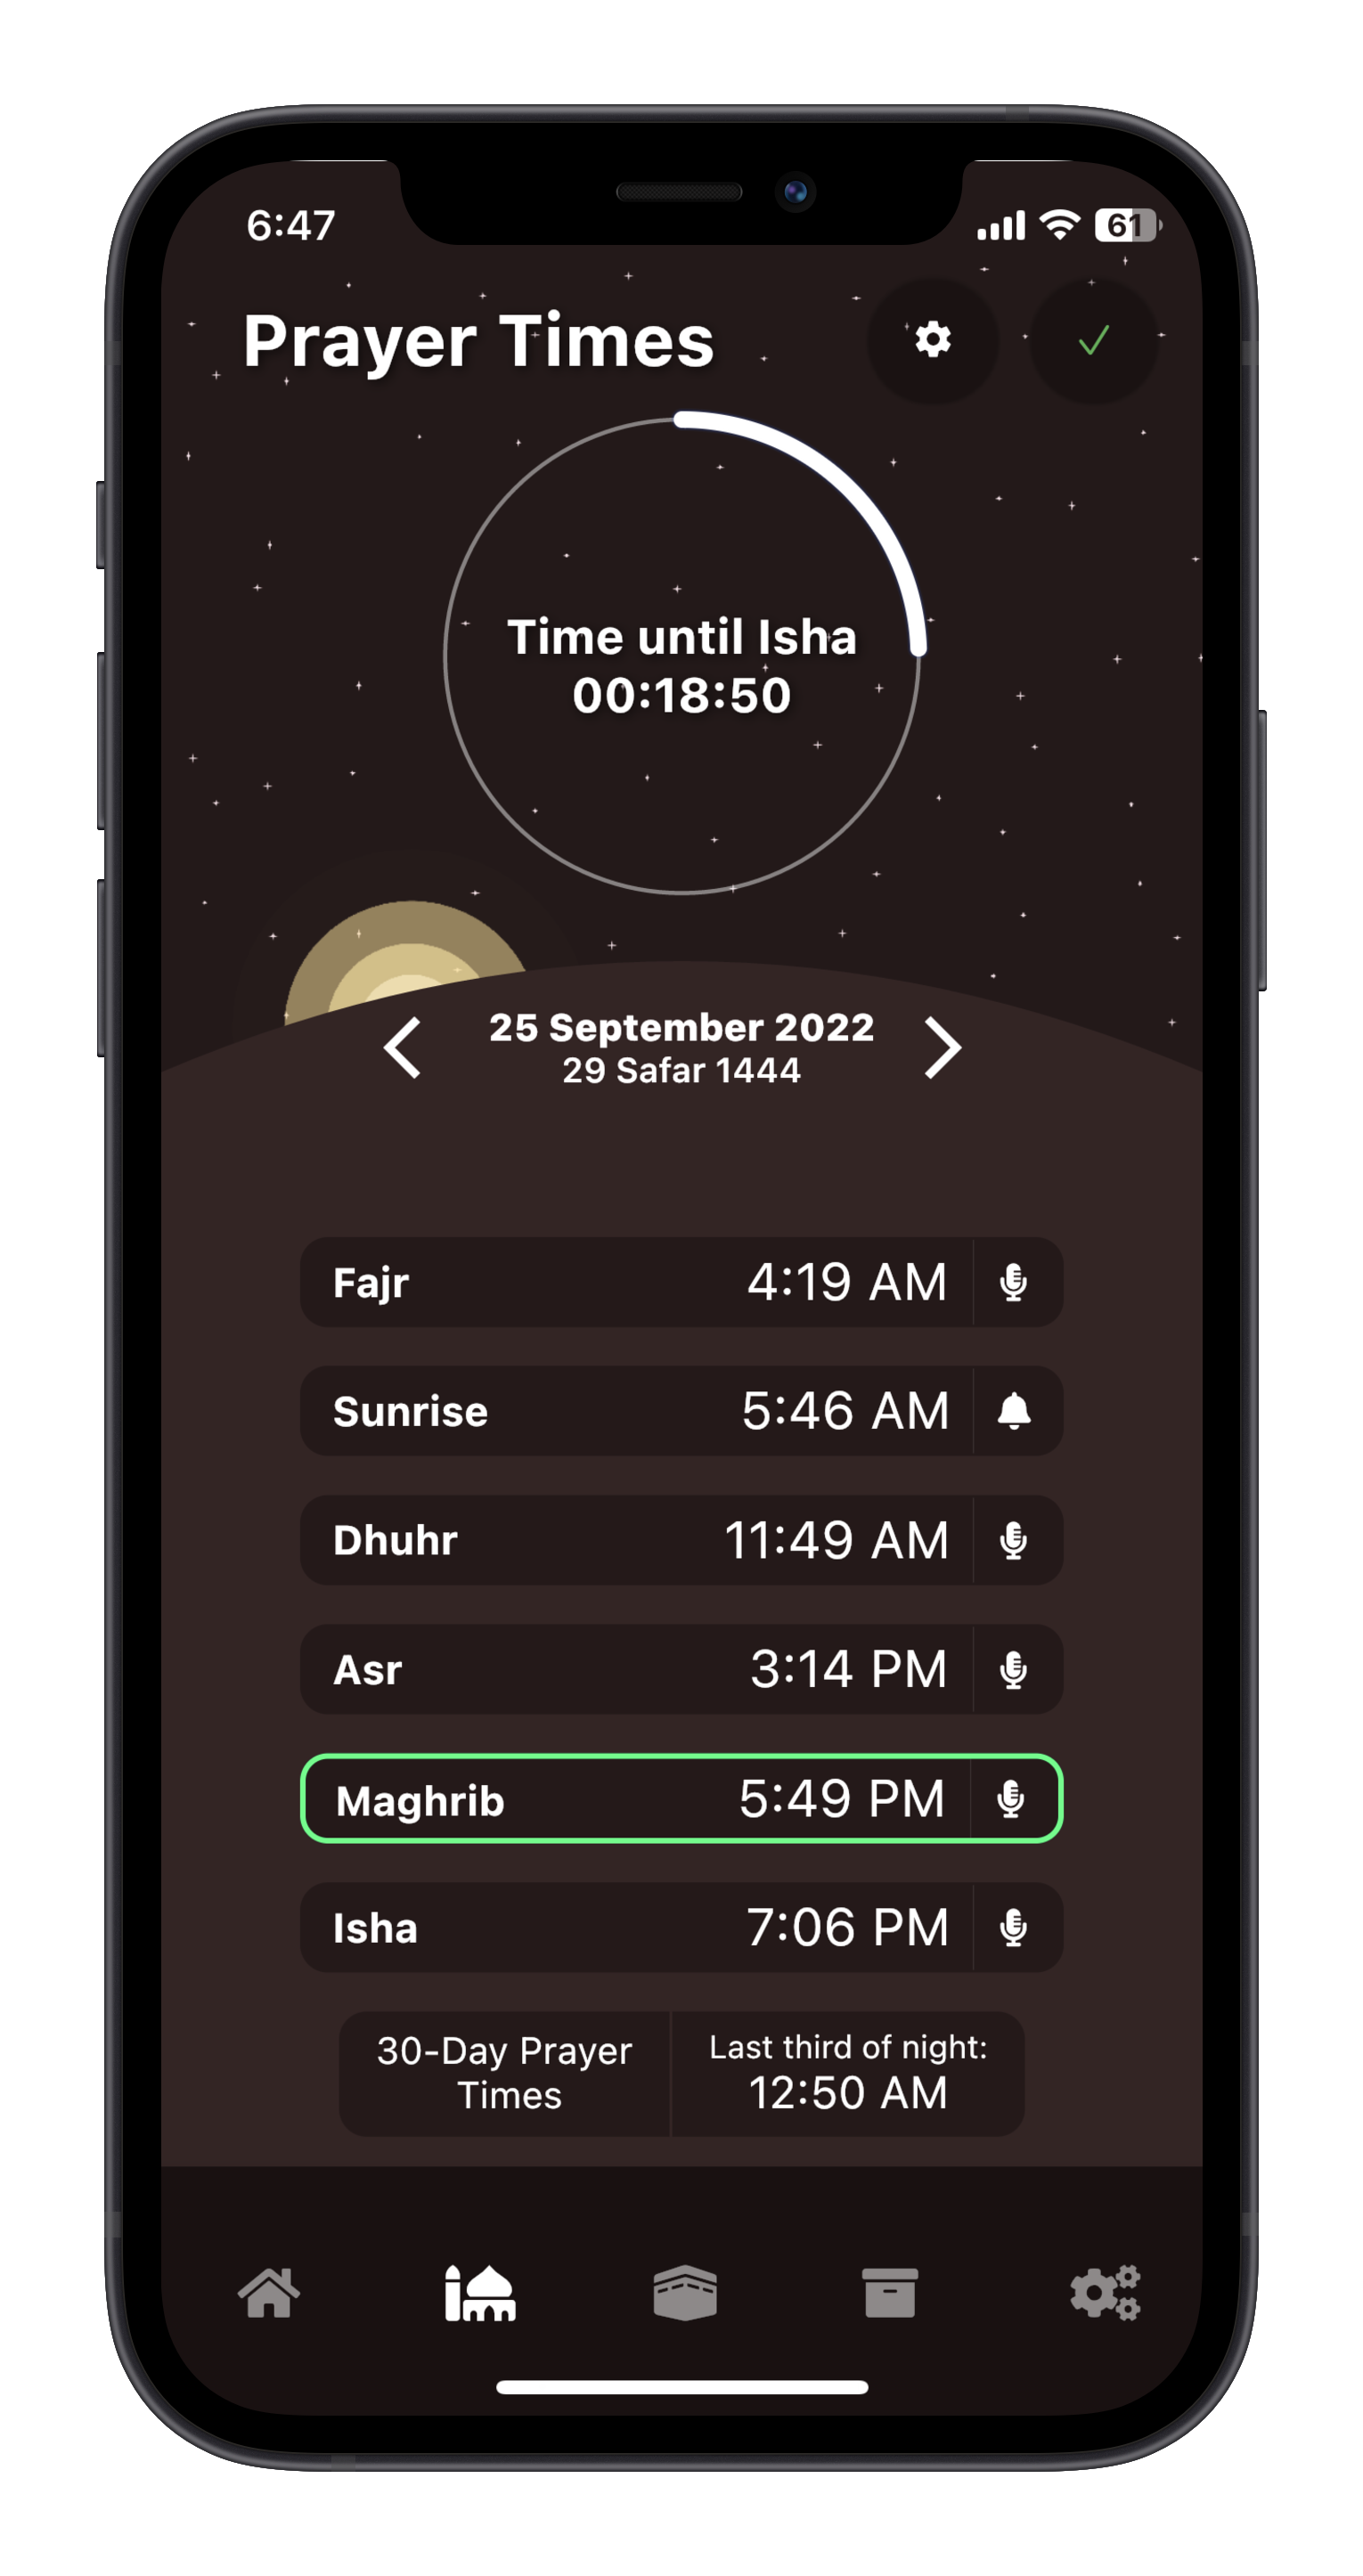 6:47
61
Prayer Times
Time until Isha
00:18:50
25 September 2022
29 Safar 1444
Fajr 4:19 AM
Sunrise 5:46 AM
Dhuhr 11:49 AM
Asr 3:14 PM
Maghrib 5:49 PM
Isha 7:06 PM
30-Day Prayer
Times
Last third of night:
12:50 AM